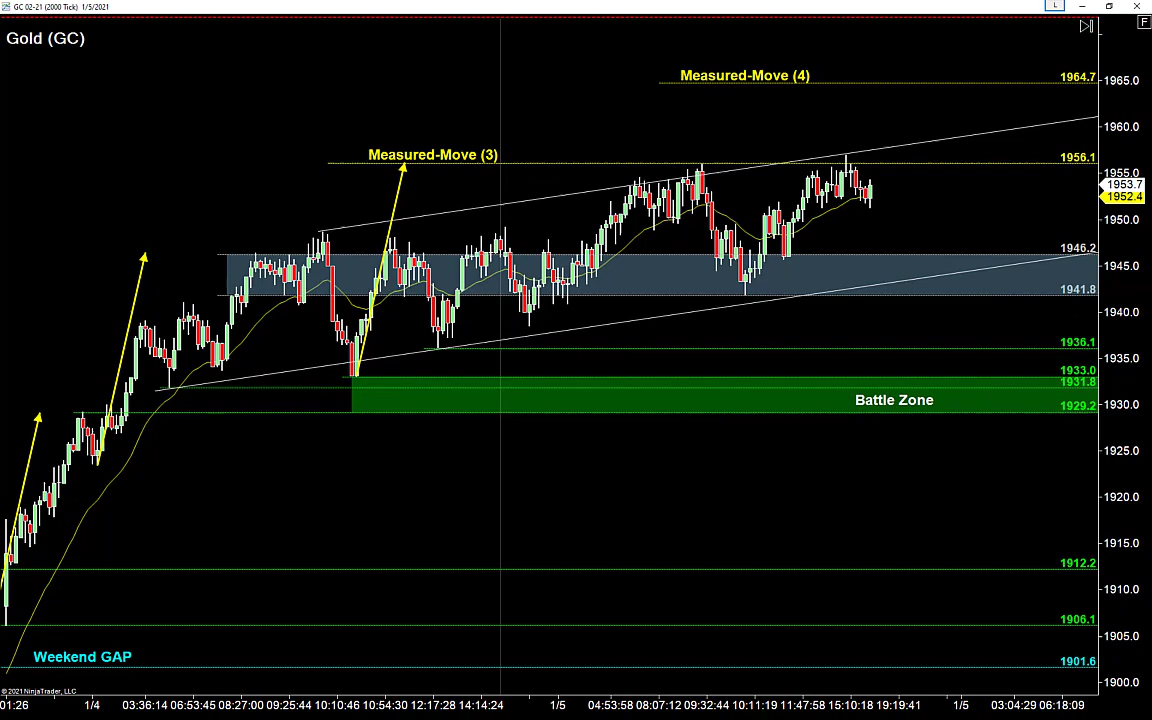 GC 02-21 (2000 Tick) 1/5/2021
L
F
Gold (GC)
Measured-Move (4)
1964.7
1965.0
1960.0
Measured-Move (3)
1956.1
1955.0
1953.7
1952.4
1950.0
1946.2
1945.0
1941.8
1940.0
1936.1
1935.0
1933.0
1931.8
Battle Zone
1929.2
1930.0
1925.0
1920.0
1915.0
1912.2
1910.0
1906.1
1905.0
Weekend GAP
1901.6
1900.0
© 2021 NinjaTrader, LLC
01:26 1/4 03:36:14 06:53:45 08:27:00 09:25:44 10:10:46 10:54:30 12:17:28 14:14:24 1/5 04:53:58 08:07:12 09:32:44 10:11:19 11:47:58 15:10:18 19:19:41 1/5 03:04:29 06:18:09